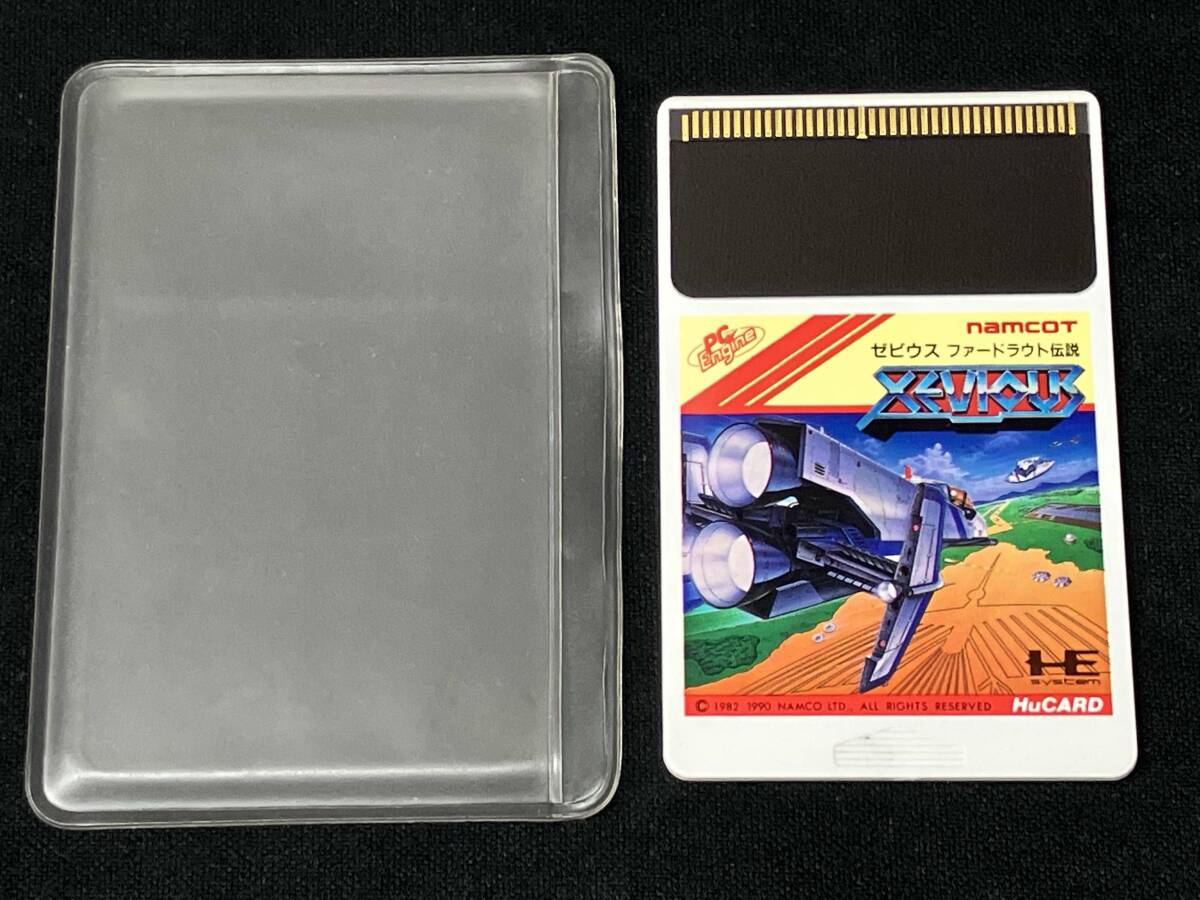 PC Engine
namcoT
ゼビウス ファードラウト伝説
XEVIOUS
HE
system
© 1982 1990 NAMCO LTD., ALL RIGHTS RESERVED
HuCARD